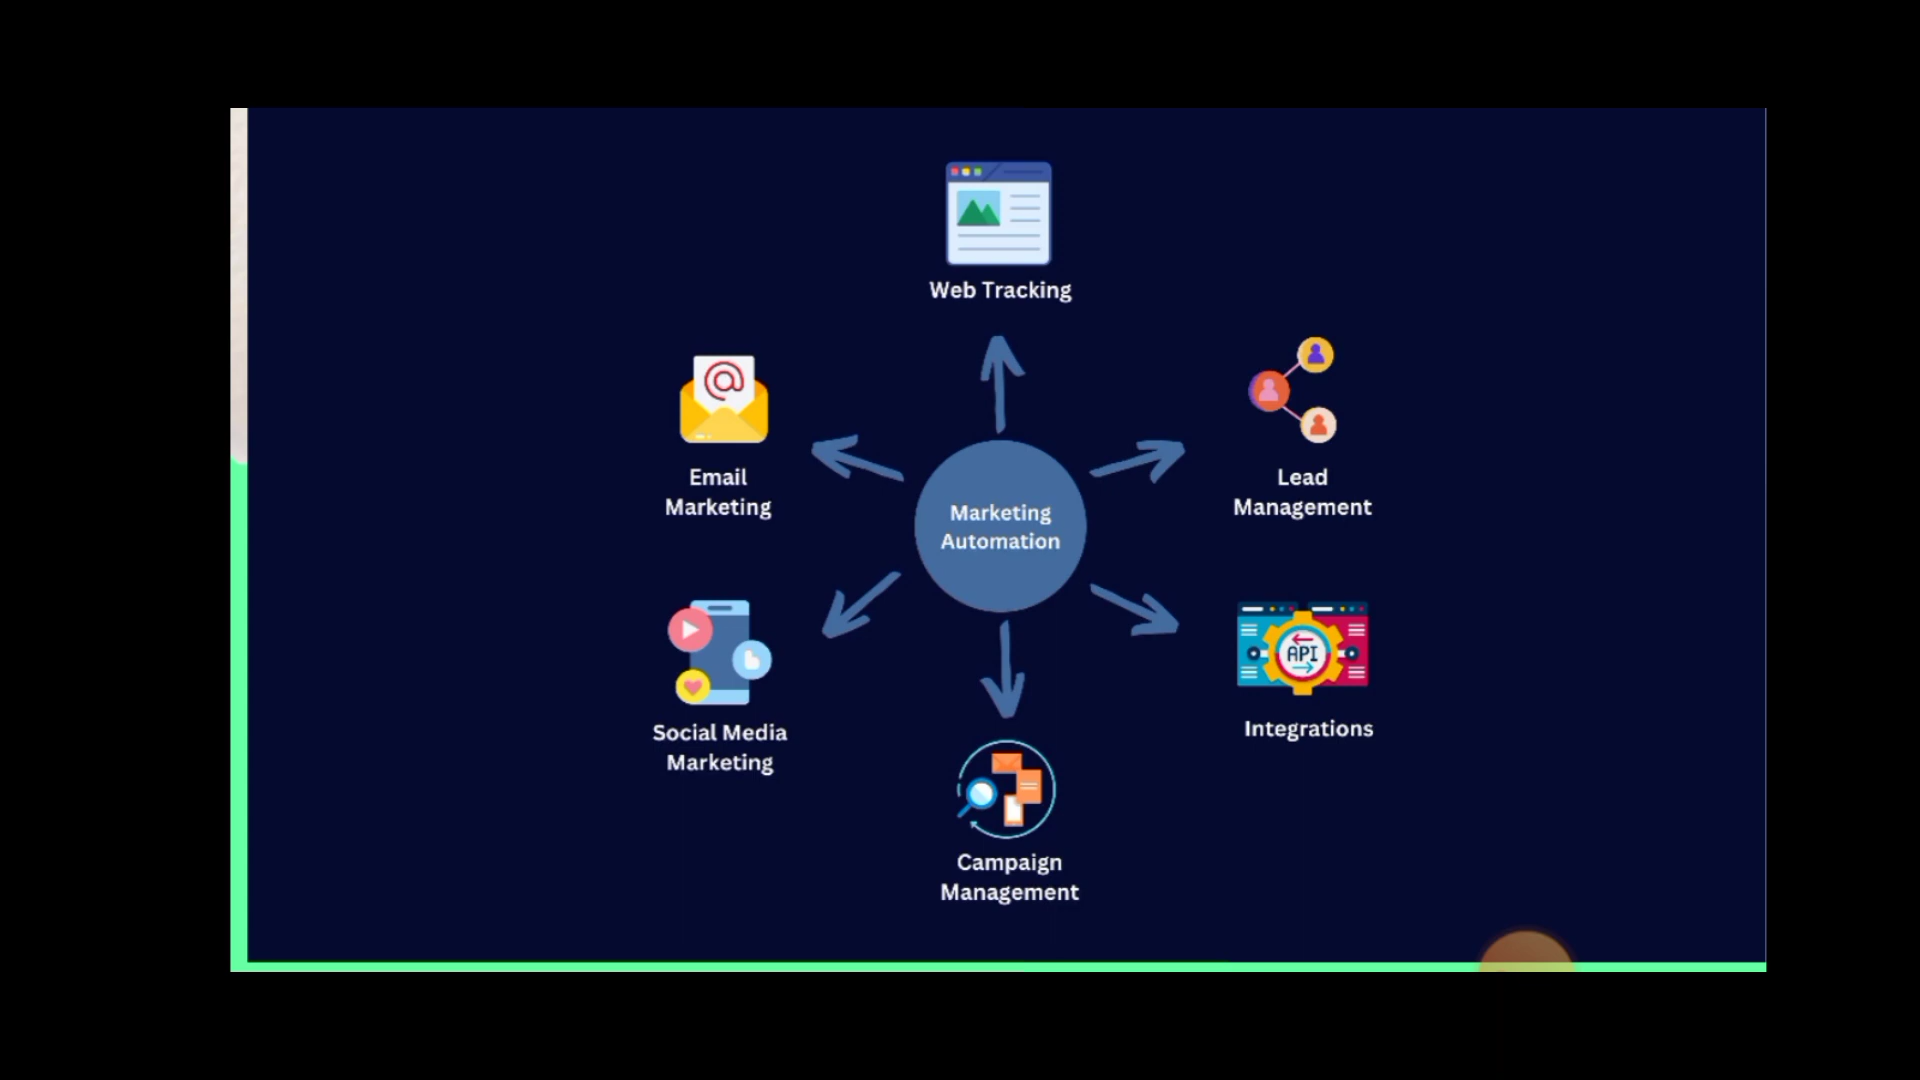 Web Tracking
Email
Marketing
Lead
Management
Marketing
Automation
Social Media
Marketing
API
Integrations
Campaign
Management